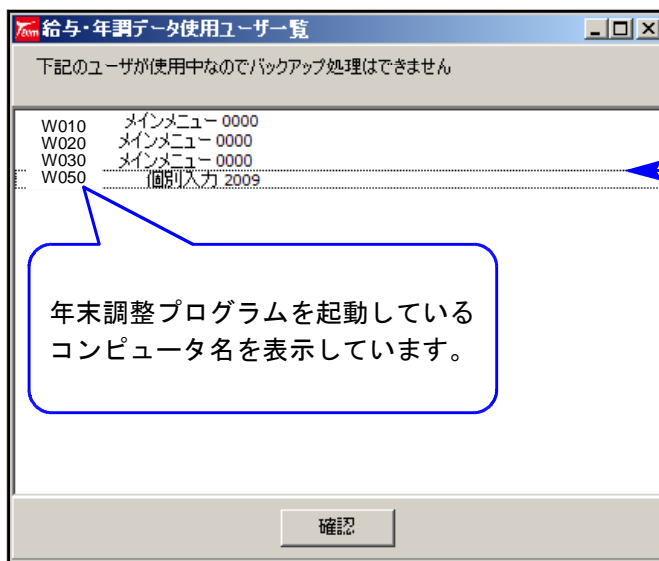 給与・年調データ使用ユーザ一覧
下記のユーザが使用中なのでバックアップ処理はできません
W010 メインメニュー 0000
W020 メインメニュー 0000
W030 メインメニュー 0000
W050 個別入力 2009
年末調整プログラムを起動している
コンピュータ名を表示しています。
確認